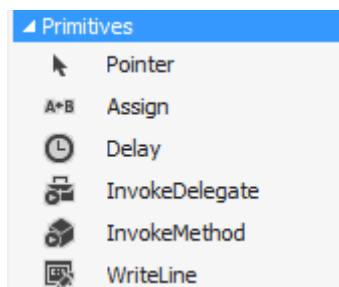 Primitives
Pointer
A+B Assign
Delay
InvokeDelegate
InvokeMethod
WriteLine